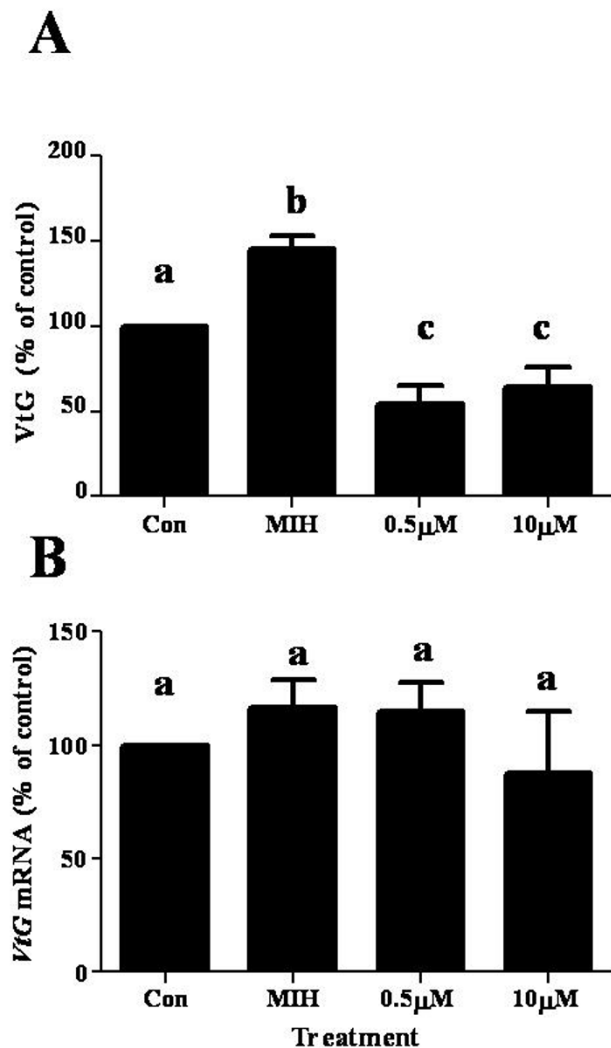 A
VtG (% of control)
200
150
100
50
0
a
b
c
c
Con MIH 0.5μM 10μM
B
VtG mRNA (% of control)
150
100
50
0
a
a
a
a
Con MIH 0.5μM 10μM
Treatment